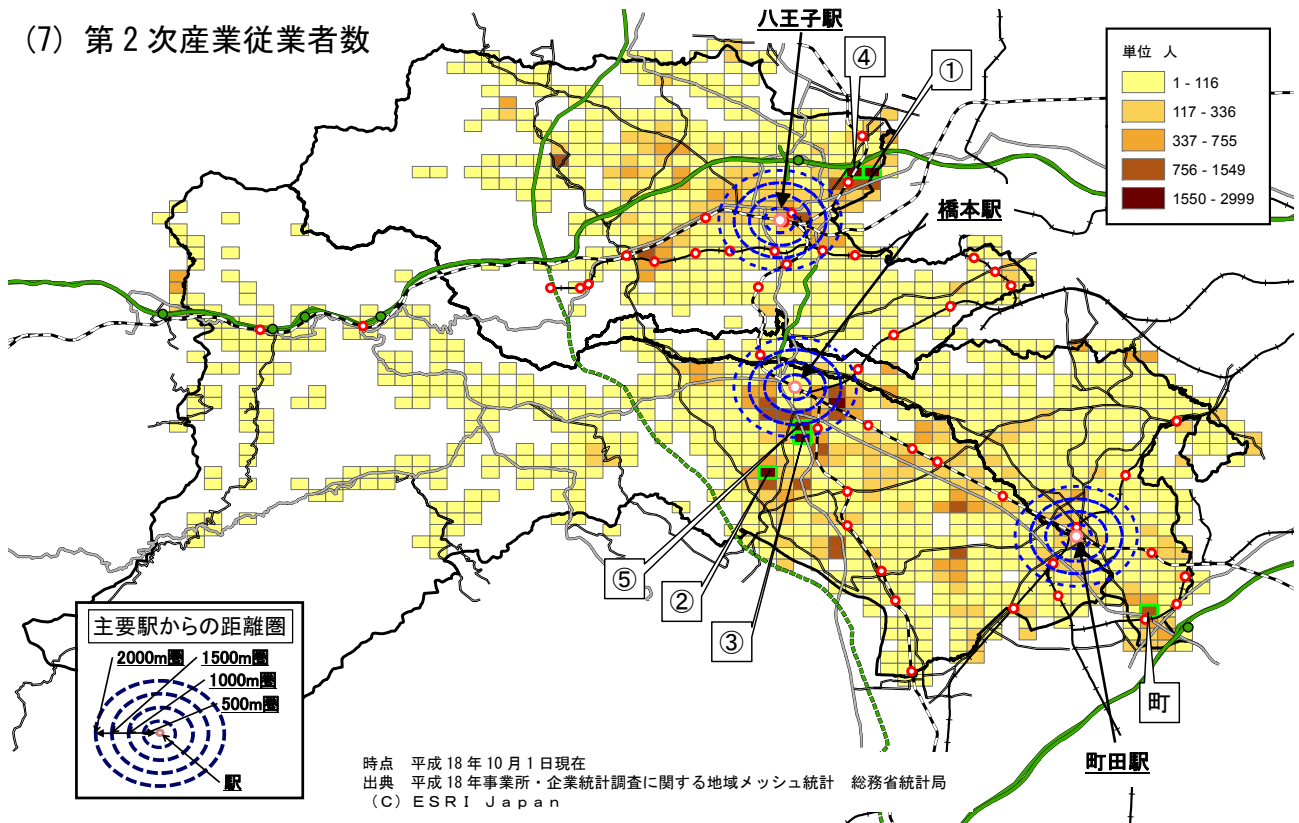 (7) 第2次産業従業者数
八王子駅
④
①
単位 人
1 - 116
117 - 336
337 - 755
756 - 1549
1550 - 2999
橋本駅
⑤
②
③
町
町田駅
主要駅からの距離圏
2000m圏
1500m圏
1000m圏
500m圏
駅
時点 平成18年10月1日現在
出典 平成18年事業所・企業統計調査に関する地域メッシュ統計 総務省統計局
(C) ESRI Japan